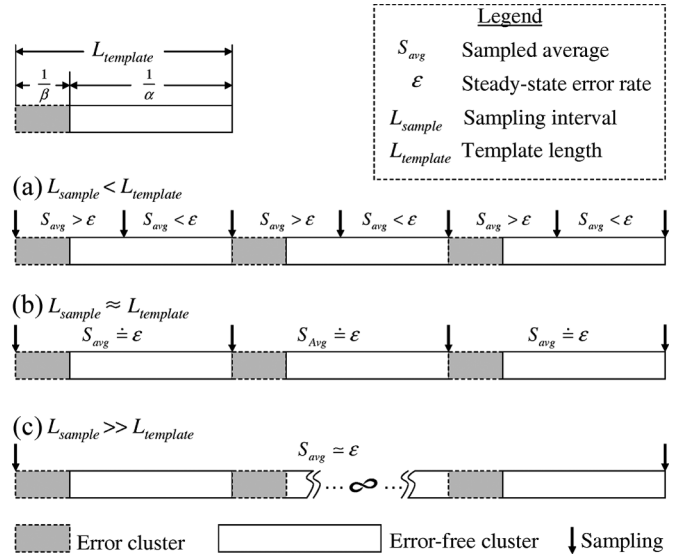 L_template
1/β 1/α
Legend
S_avg Sampled average
ε Steady-state error rate
L_sample Sampling interval
L_template Template length
(a) L_sample < L_template
S_avg > ε S_avg < ε S_avg > ε S_avg < ε S_avg > ε S_avg < ε
(b) L_sample ≈ L_template
S_avg ≐ ε S_Avg ≐ ε S_avg ≐ ε
(c) L_sample >> L_template
S_avg ≃ ε
... ∞ ...
Error cluster Error-free cluster Sampling